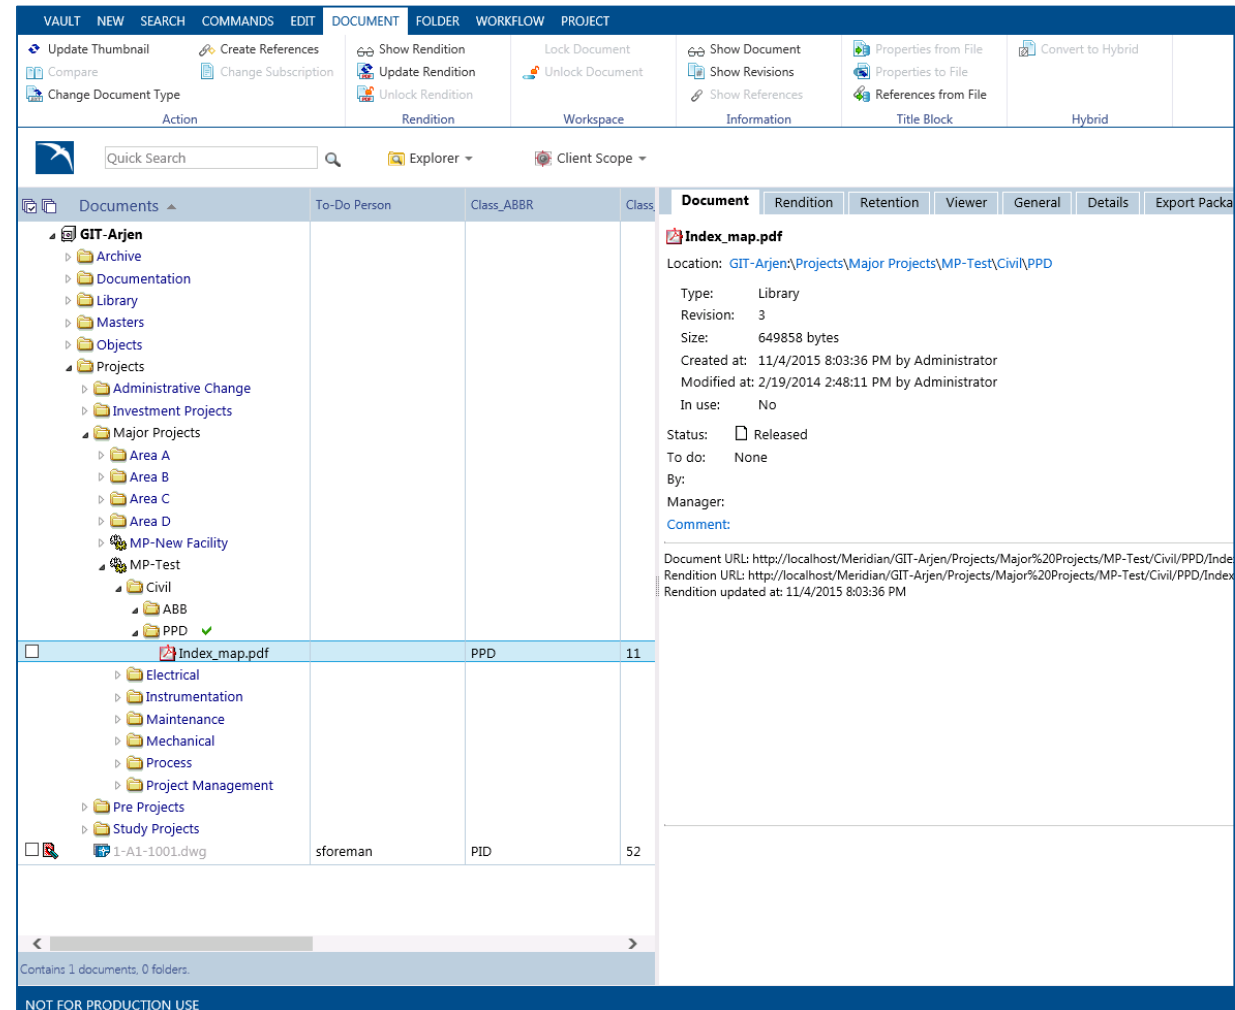 VAULT NEW SEARCH COMMANDS EDIT DOCUMENT FOLDER WORKFLOW PROJECT
Update Thumbnail Create References Show Rendition Lock Document Show Document Properties from File Convert to Hybrid
Compare Change Subscription Update Rendition Unlock Document Show Revisions Properties to File
Change Document Type Unlock Rendition Show References References from File
Action Rendition Workspace Information Title Block Hybrid
Quick Search Explorer Client Scope
Documents To-Do Person Class_ABBR Class_
Document Rendition Retention Viewer General Details Export Packa
GIT-Arjen
Archive
Documentation
Library
Masters
Objects
Projects
Administrative Change
Investment Projects
Major Projects
Area A
Area B
Area C
Area D
MP-New Facility
MP-Test
Civil
ABB
PPD
Index_map.pdf PPD 11
Electrical
Instrumentation
Maintenance
Mechanical
Process
Project Management
Pre Projects
Study Projects
1-A1-1001.dwg sforeman PID 52
Contains 1 documents, 0 folders.
Index_map.pdf
Location: GIT-Arjen:\Projects\Major Projects\MP-Test\Civil\PPD
Type: Library
Revision: 3
Size: 649858 bytes
Created at: 11/4/2015 8:03:36 PM by Administrator
Modified at: 2/19/2014 2:48:11 PM by Administrator
In use: No
Status: Released
To do: None
By:
Manager:
Comment:
Document URL: http://localhost/Meridian/GIT-Arjen/Projects/Major%20Projects/MP-Test/Civil/PPD/Inde
Rendition URL: http://localhost/Meridian/GIT-Arjen/Projects/Major%20Projects/MP-Test/Civil/PPD/Index
Rendition updated at: 11/4/2015 8:03:36 PM
NOT FOR PRODUCTION USE